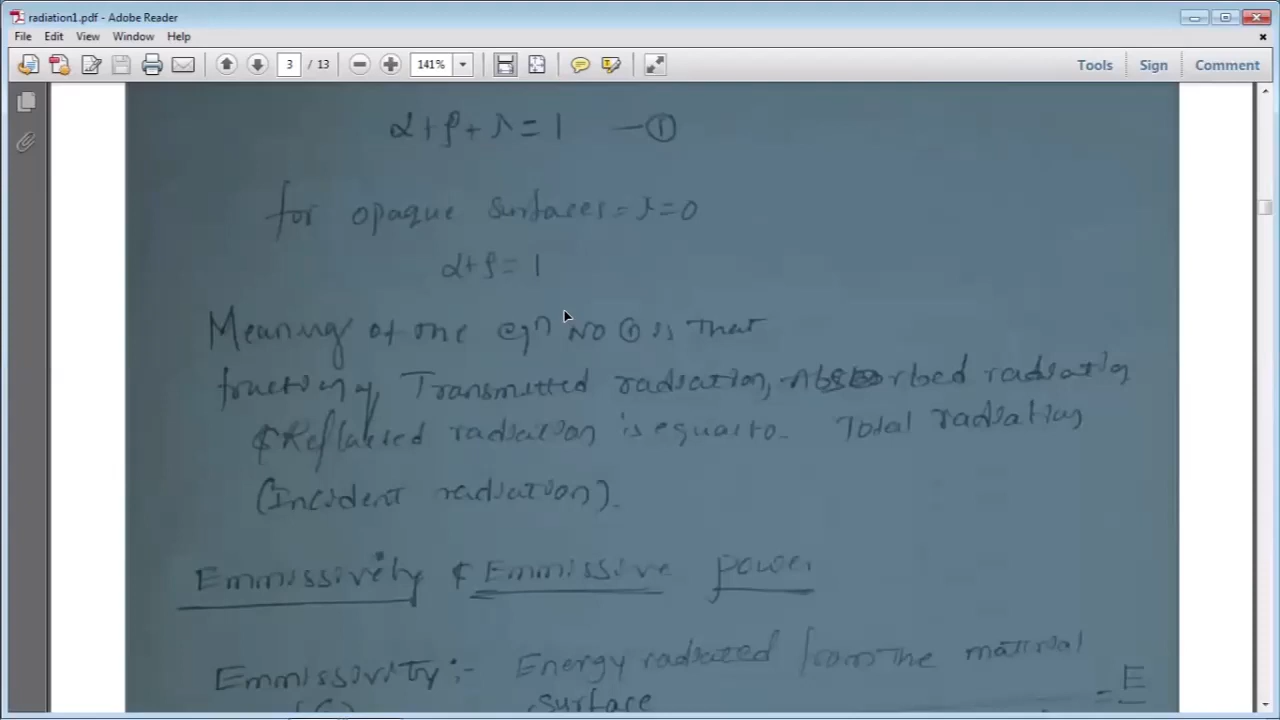 radiation1.pdf - Adobe Reader
File Edit View Window Help
3 / 13 141% Tools Sign Comment
α+ρ+λ=1 —①
for opaque surfaces = λ=0
α+ρ=1
Meaning of one eqn NO ① is that
fraction of Transmitted radiation, Absorbed radiation
& Reflected radiation is equal to. Total radiation
(Incident radiation).
Emmissivety & Emmissive power
Emmissivity :- Energy radiated from the material
surface
= E